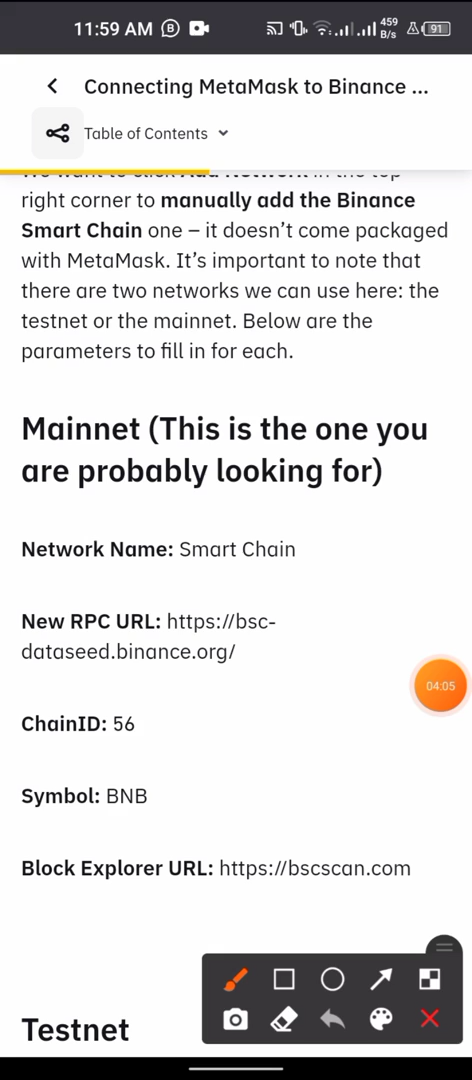 11:59 AM
459
B/s
91
Connecting MetaMask to Binance ...
Table of Contents
right corner to manually add the Binance
Smart Chain one – it doesn't come packaged
with MetaMask. It's important to note that
there are two networks we can use here: the
testnet or the mainnet. Below are the
parameters to fill in for each.
Mainnet (This is the one you
are probably looking for)
Network Name: Smart Chain
New RPC URL: https://bsc-
dataseed.binance.org/
04:05
ChainID: 56
Symbol: BNB
Block Explorer URL: https://bscscan.com
Testnet